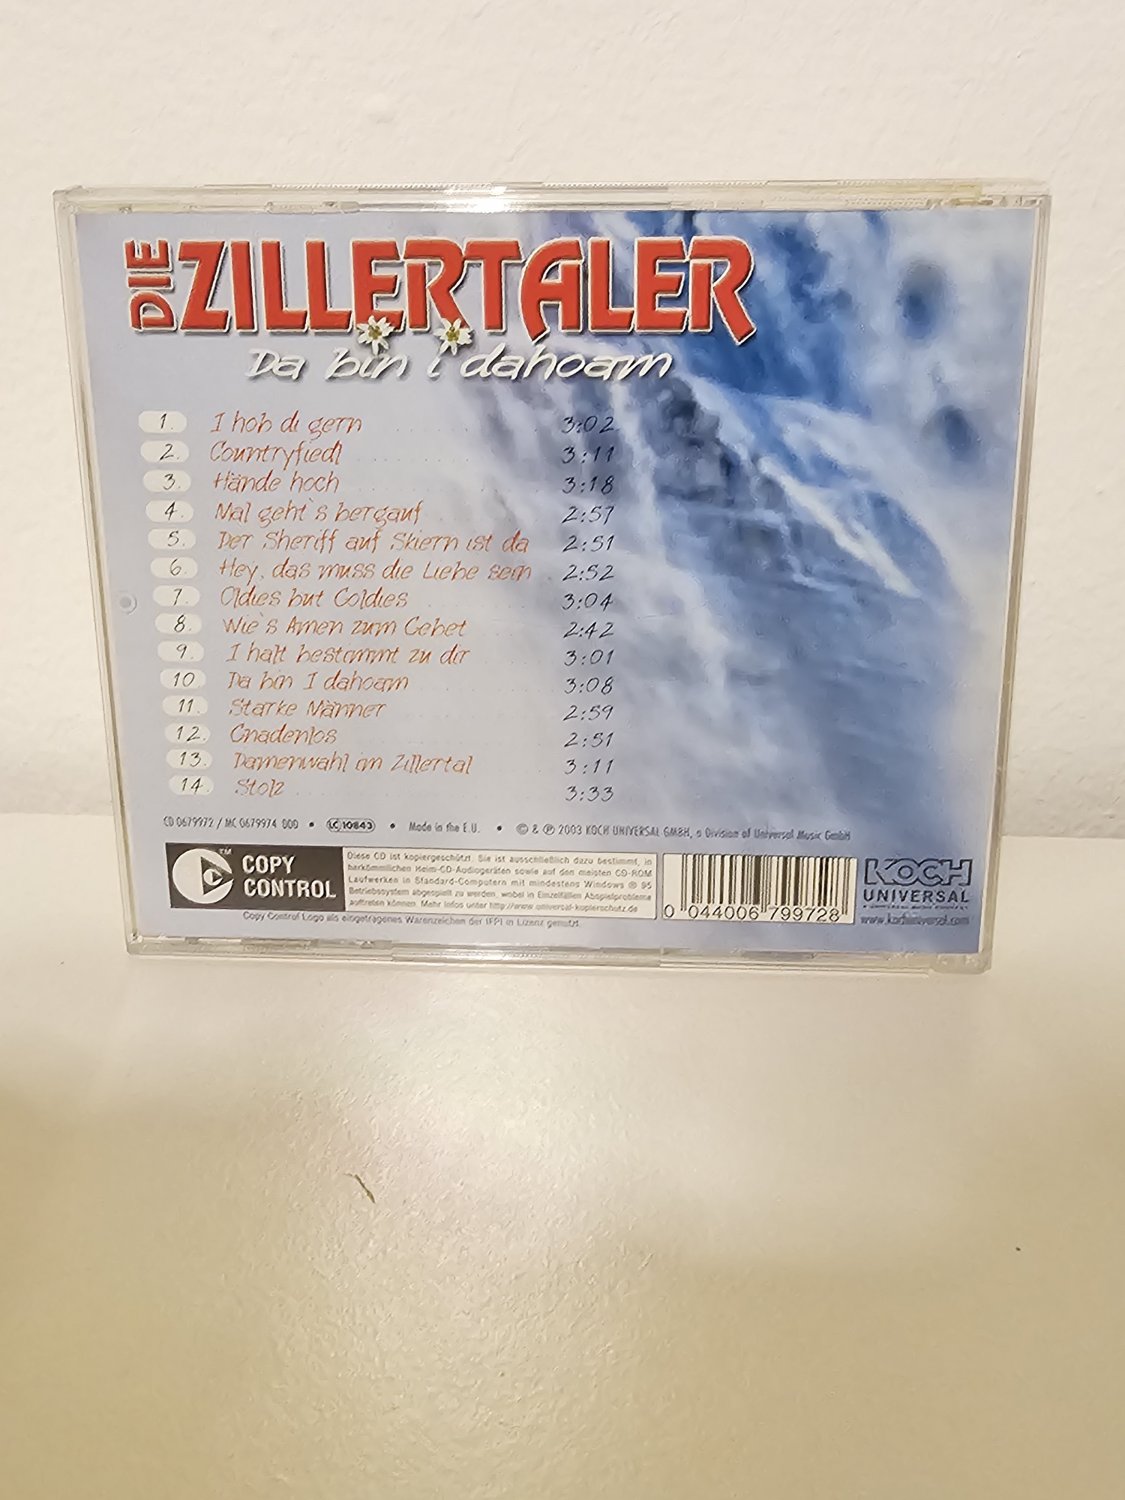 DIE ZILLERTALER
Da bin i dahoam
1. I hob di gern 3:02
2. Countryfiedl 3:11
3. Hände hoch 3:18
4. Mal geht`s bergauf 2:57
5. Der Sheriff auf Skiern ist da 2:51
6. Hey, das muss die Liebe sein 2:52
7. Oldies but Goldies 3:04
8. Wie`s Amen zum Gebet 2:42
9. I halt bestimmt zu dir 3:01
10 Da bin I dahoam 3:08
11. Starke Männer 2:59
12. Gnadenlos 2:51
13. Damenwahl im Zillertal 3:11
14. Stolz 3:33
CD 0679972 / MC 0679974 000 • LC 10843 • Made in the E.U. • © & ℗ 2003 KOCH UNIVERSAL GMBH, a Division of Universal Music GmbH
COPY CONTROL ™
Diese CD ist kopiergeschützt. Sie ist ausschließlich dazu bestimmt, in
herkömmlichen Heim-CD-Audiogeräten sowie auf den meisten CD-ROM
Laufwerken in Standard-Computern mit mindestens Windows ® 95
Betriebssystem abgespielt zu werden, wobei in Einzelfällen Abspielprobleme
auftreten können. Mehr Infos unter http://www.universal-kopierschutz.de
Copy Control Logo als eingetragenes Warenzeichen der IFPI in Lizenz genutzt.
0 044006 799728
KOCH
UNIVERSAL
www.kochuniversal.com